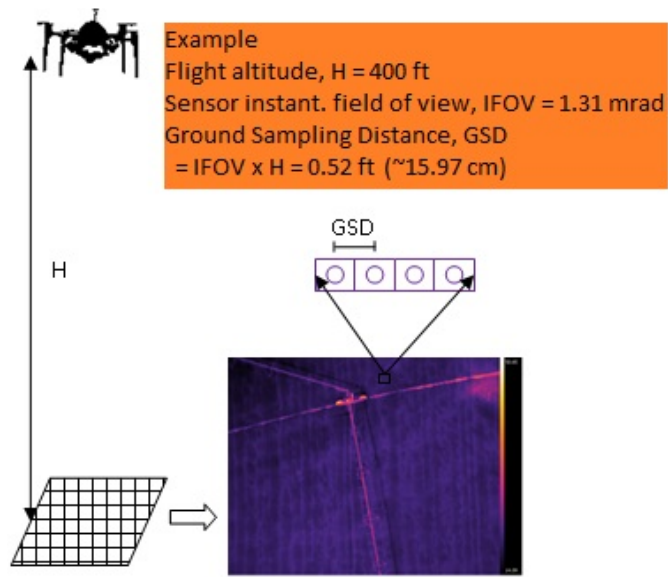 Example
Flight altitude, H = 400 ft
Sensor instant. field of view, IFOV = 1.31 mrad
Ground Sampling Distance, GSD
= IFOV x H = 0.52 ft (~15.97 cm)
GSD
H